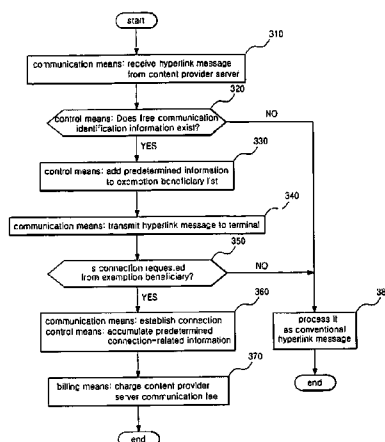 start
310
communication means: receive hyperlink message
from content provider server
320
control means: Does free communication
identification information exist?
NO
YES
330
control means: add predetermined information
to exemption beneficiary list
340
communication means: transmit hyperlink message to terminal
350
s connection requested
from exemption beneficiary?
NO
YES
360
communication means: establish connection
control means: accumulate predetermined
connection-related information
38
process it
as conventional
hyperlink message
370
billing means: charge content provider
server communication fee
end
end